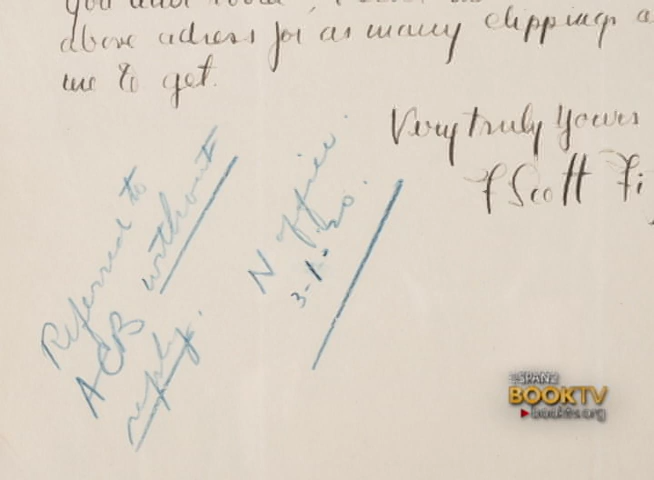 above adress for as many clippings a
me to get.
Very truly Yours
F Scott Fi
Referred to
ACB without
reply.
N office.
3-1-20.
C-SPAN2
BOOKTV
booktv.org